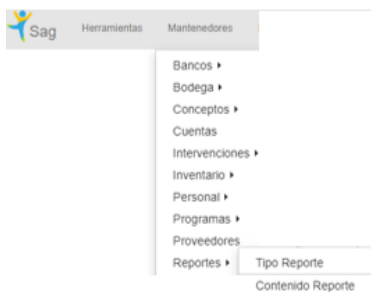 Sag Herramientas Mantenedores
Bancos
Bodega
Conceptos
Cuentas
Intervenciones
Inventario
Personal
Programas
Proveedores
Reportes Tipo Reporte
Contenido Reporte